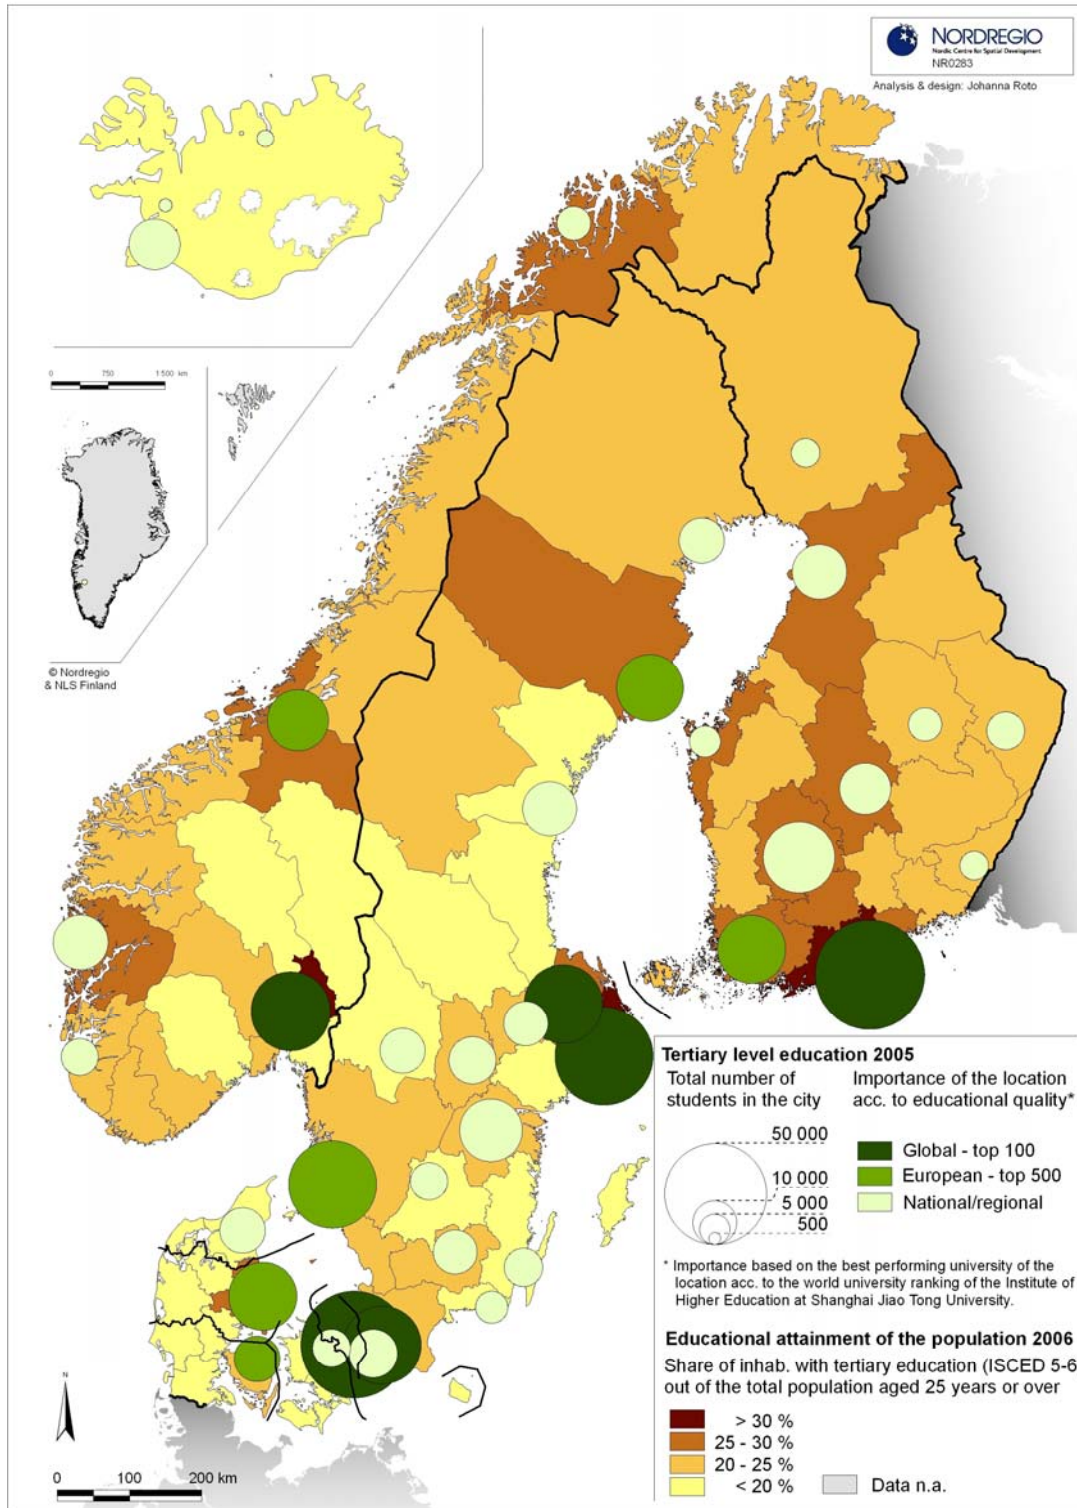 NORDREGIO
Nordic Centre for Spatial Development
NR0283
Analysis & design: Johanna Roto
0 750 1 500 km
© Nordregio
& NLS Finland
N
0 100 200 km
Tertiary level education 2005
Total number of
students in the city
50 000
10 000
5 000
500
Importance of the location
acc. to educational quality*
Global - top 100
European - top 500
National/regional
* Importance based on the best performing university of the
location acc. to the world university ranking of the Institute of
Higher Education at Shanghai Jiao Tong University.
Educational attainment of the population 2006
Share of inhab. with tertiary education (ISCED 5-6
out of the total population aged 25 years or over
> 30 %
25 - 30 %
20 - 25 %
< 20 %
Data n.a.